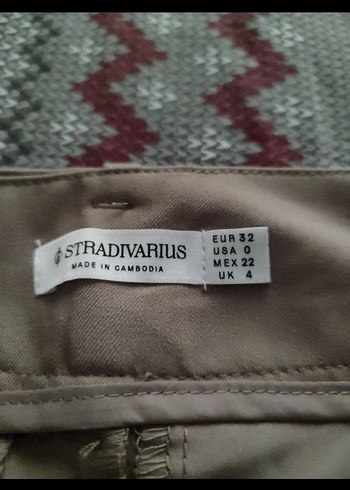 STRADIVARIUS
MADE IN CAMBODIA
EUR 32
USA 0
MEX 22
UK 4